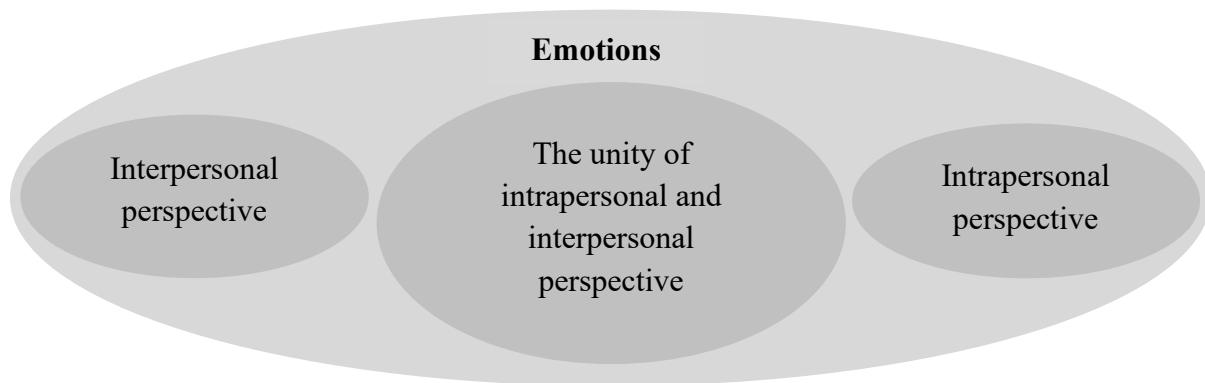 Emotions
Interpersonal
perspective
The unity of
intrapersonal and
interpersonal
perspective
Intrapersonal
perspective